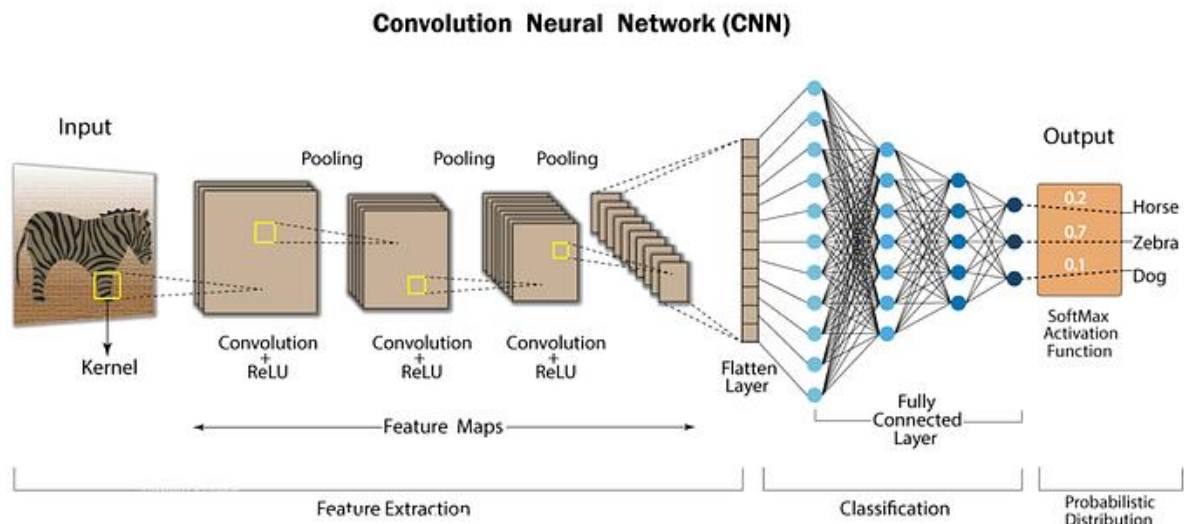 Convolution Neural Network (CNN)
Input
Pooling
Pooling
Pooling
Output
0.2
Horse
0.7
Zebra
0.1
Dog
Kernel
Convolution
+
ReLU
Convolution
+
ReLU
Convolution
+
ReLU
Flatten
Layer
SoftMax
Activation
Function
Feature Maps
Fully
Connected
Layer
Feature Extraction
Classification
Probabilistic
Distribution